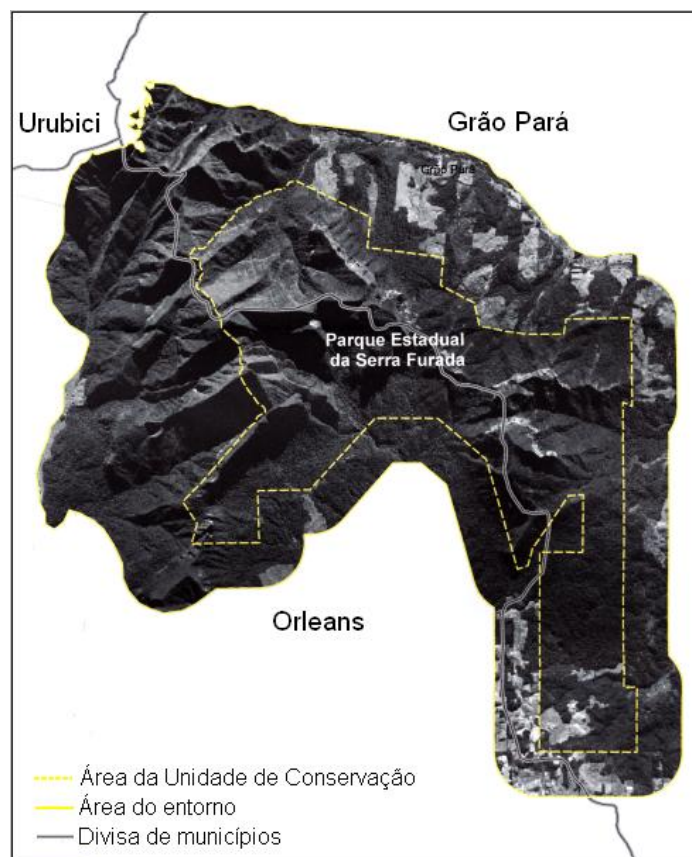 Urubici
Grão Pará
Grão Pará
Parque Estadual
da Serra Furada
Orleans
Área da Unidade de Conservação
Área do entorno
Divisa de municípios